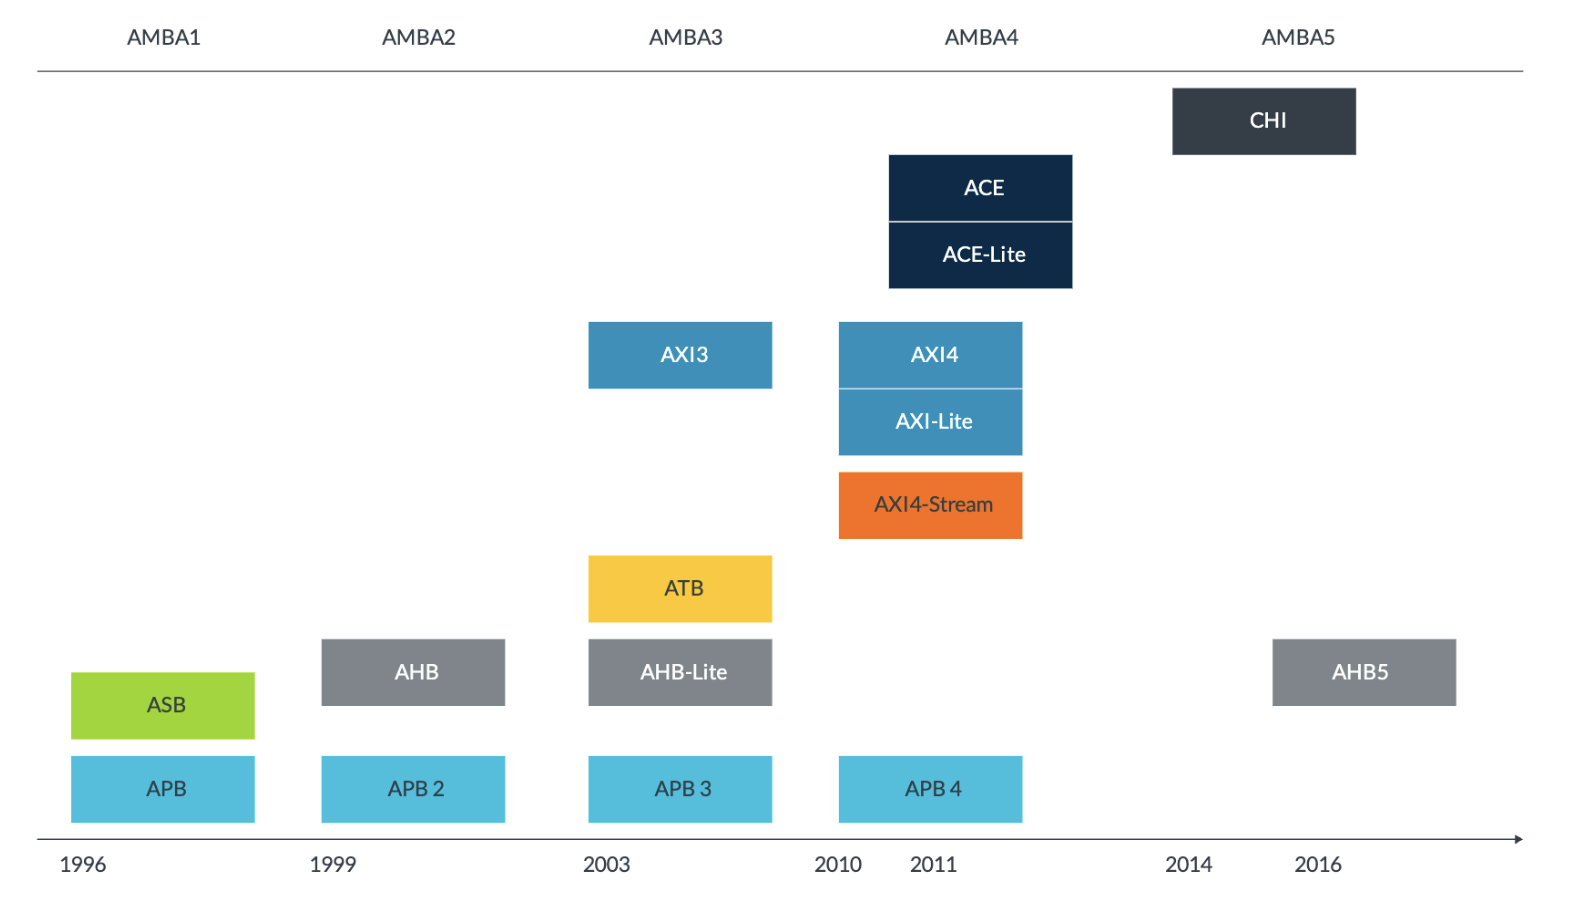 AMBA1
AMBA2
AMBA3
AMBA4
AMBA5
CHI
ACE
ACE-Lite
AXI3
AXI4
AXI-Lite
AXI4-Stream
ATB
AHB
AHB-Lite
AHB5
ASB
APB
APB 2
APB 3
APB 4
1996
1999
2003
2010
2011
2014
2016